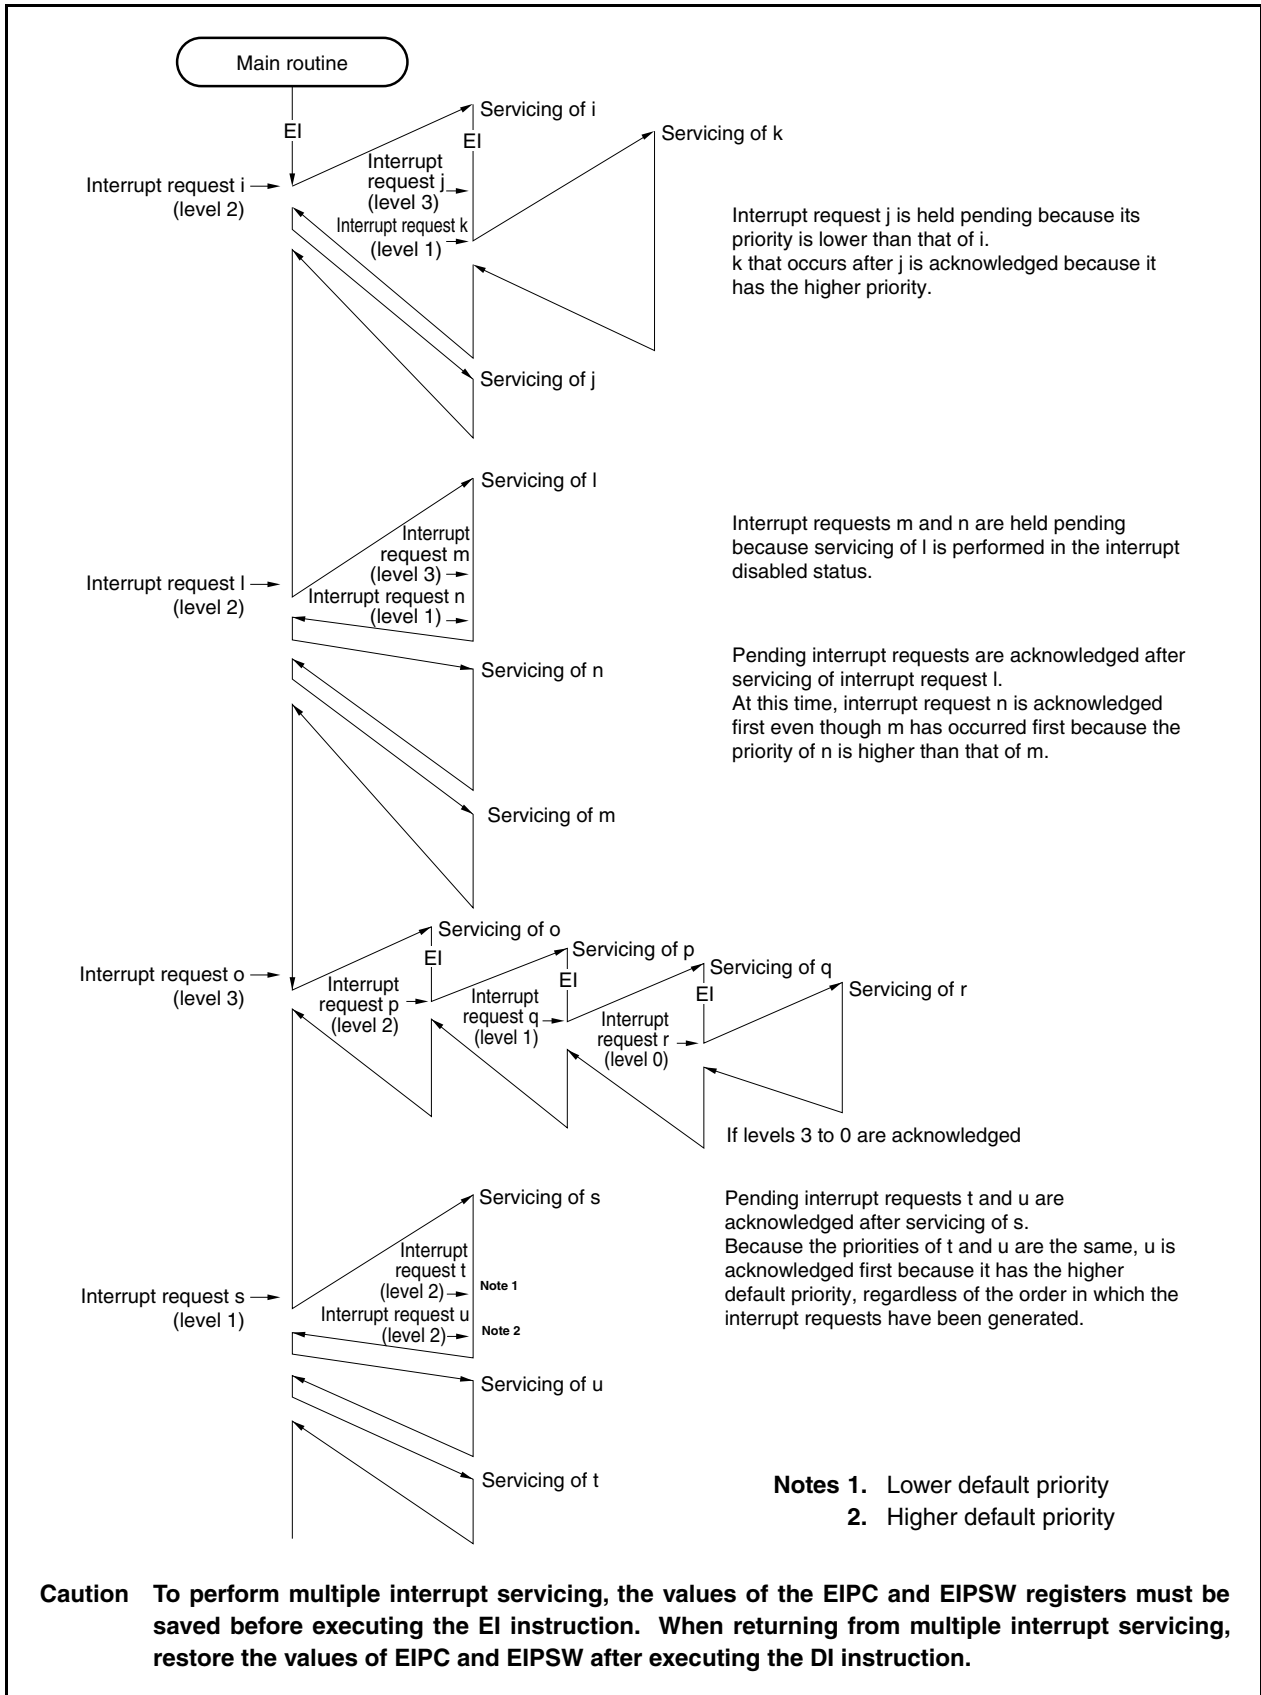 Main routine
EI
Servicing of i
EI
Servicing of k
Interrupt request i
(level 2)
Interrupt
request j
(level 3)
Interrupt request k
(level 1)
Interrupt request j is held pending because its
priority is lower than that of i.
k that occurs after j is acknowledged because it
has the higher priority.
Servicing of j
Servicing of l
Interrupt request l
(level 2)
Interrupt
request m
(level 3)
Interrupt request n
(level 1)
Interrupt requests m and n are held pending
because servicing of l is performed in the interrupt
disabled status.
Servicing of n
Pending interrupt requests are acknowledged after
servicing of interrupt request l.
At this time, interrupt request n is acknowledged
first even though m has occurred first because the
priority of n is higher than that of m.
Servicing of m
Interrupt request o
(level 3)
Servicing of o
EI
Interrupt
request p
(level 2)
Servicing of p
EI
Interrupt
request q
(level 1)
Servicing of q
EI
Interrupt
request r
(level 0)
Servicing of r
If levels 3 to 0 are acknowledged
Servicing of s
Interrupt request s
(level 1)
Interrupt
request t
(level 2)
Note 1
Interrupt request u
(level 2)
Note 2
Pending interrupt requests t and u are
acknowledged after servicing of s.
Because the priorities of t and u are the same, u is
acknowledged first because it has the higher
default priority, regardless of the order in which the
interrupt requests have been generated.
Servicing of u
Servicing of t
Notes 1. Lower default priority
2. Higher default priority
Caution To perform multiple interrupt servicing, the values of the EIPC and EIPSW registers must be
saved before executing the EI instruction. When returning from multiple interrupt servicing,
restore the values of EIPC and EIPSW after executing the DI instruction.